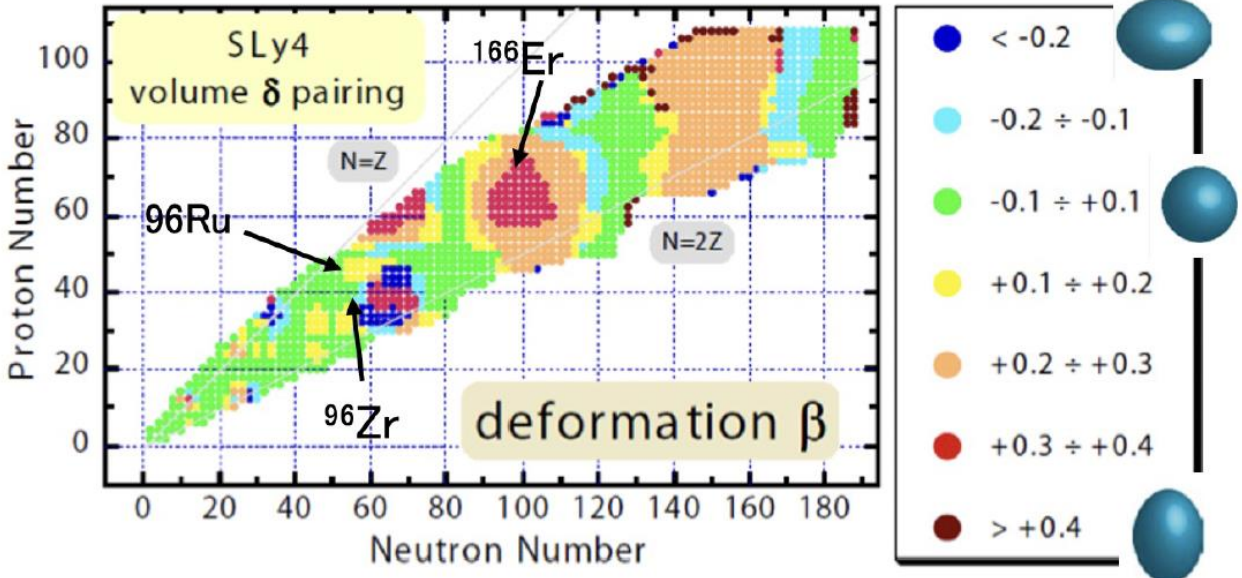 SLy4
volume δ pairing
166Er
N=Z
96Ru
N=2Z
96Zr
deformation β
Proton Number
100
80
60
40
20
0
0 20 40 60 80 100 120 140 160 180
Neutron Number
< -0.2
-0.2 ÷ -0.1
-0.1 ÷ +0.1
+0.1 ÷ +0.2
+0.2 ÷ +0.3
+0.3 ÷ +0.4
> +0.4